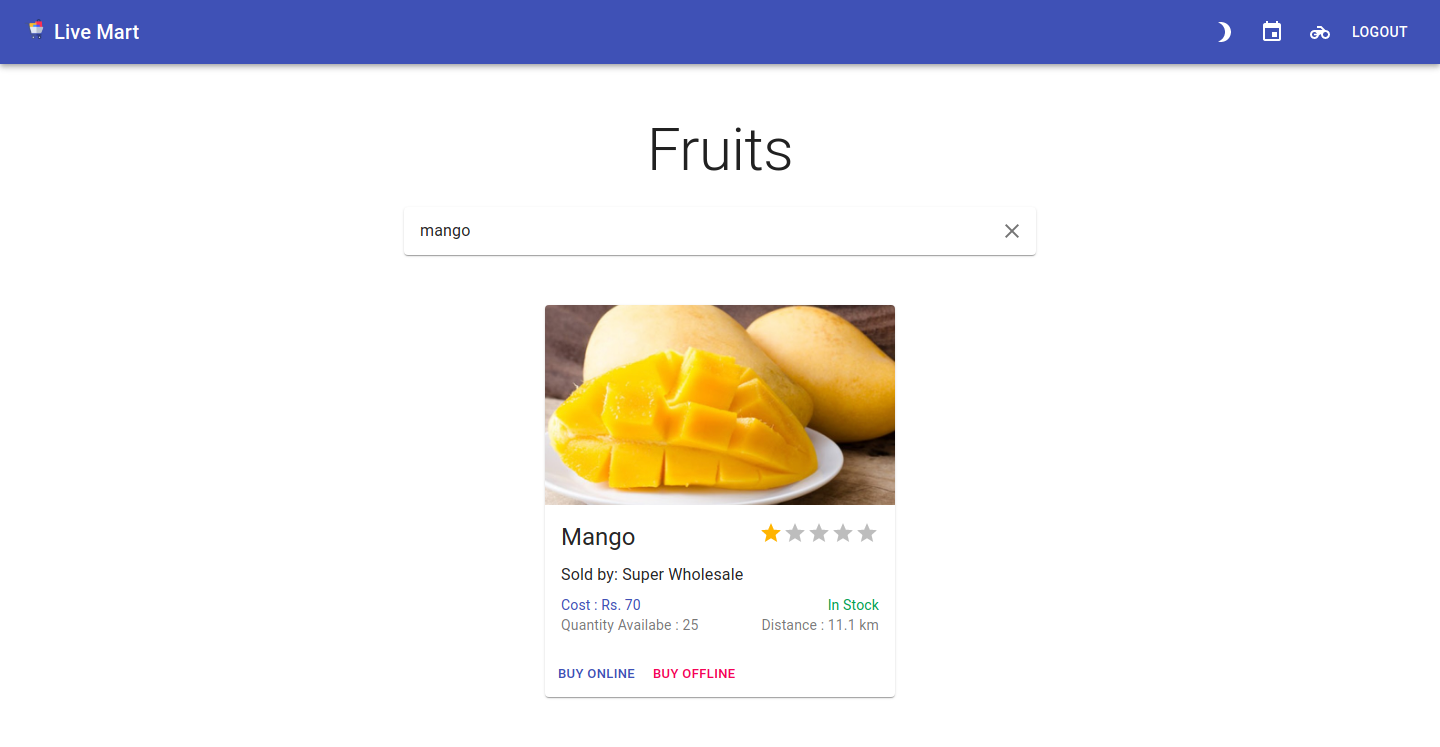 Live Mart
LOGOUT
Fruits
mango
Mango
Sold by: Super Wholesale
Cost : Rs. 70
In Stock
Quantity Availabe : 25
Distance : 11.1 km
BUY ONLINE
BUY OFFLINE